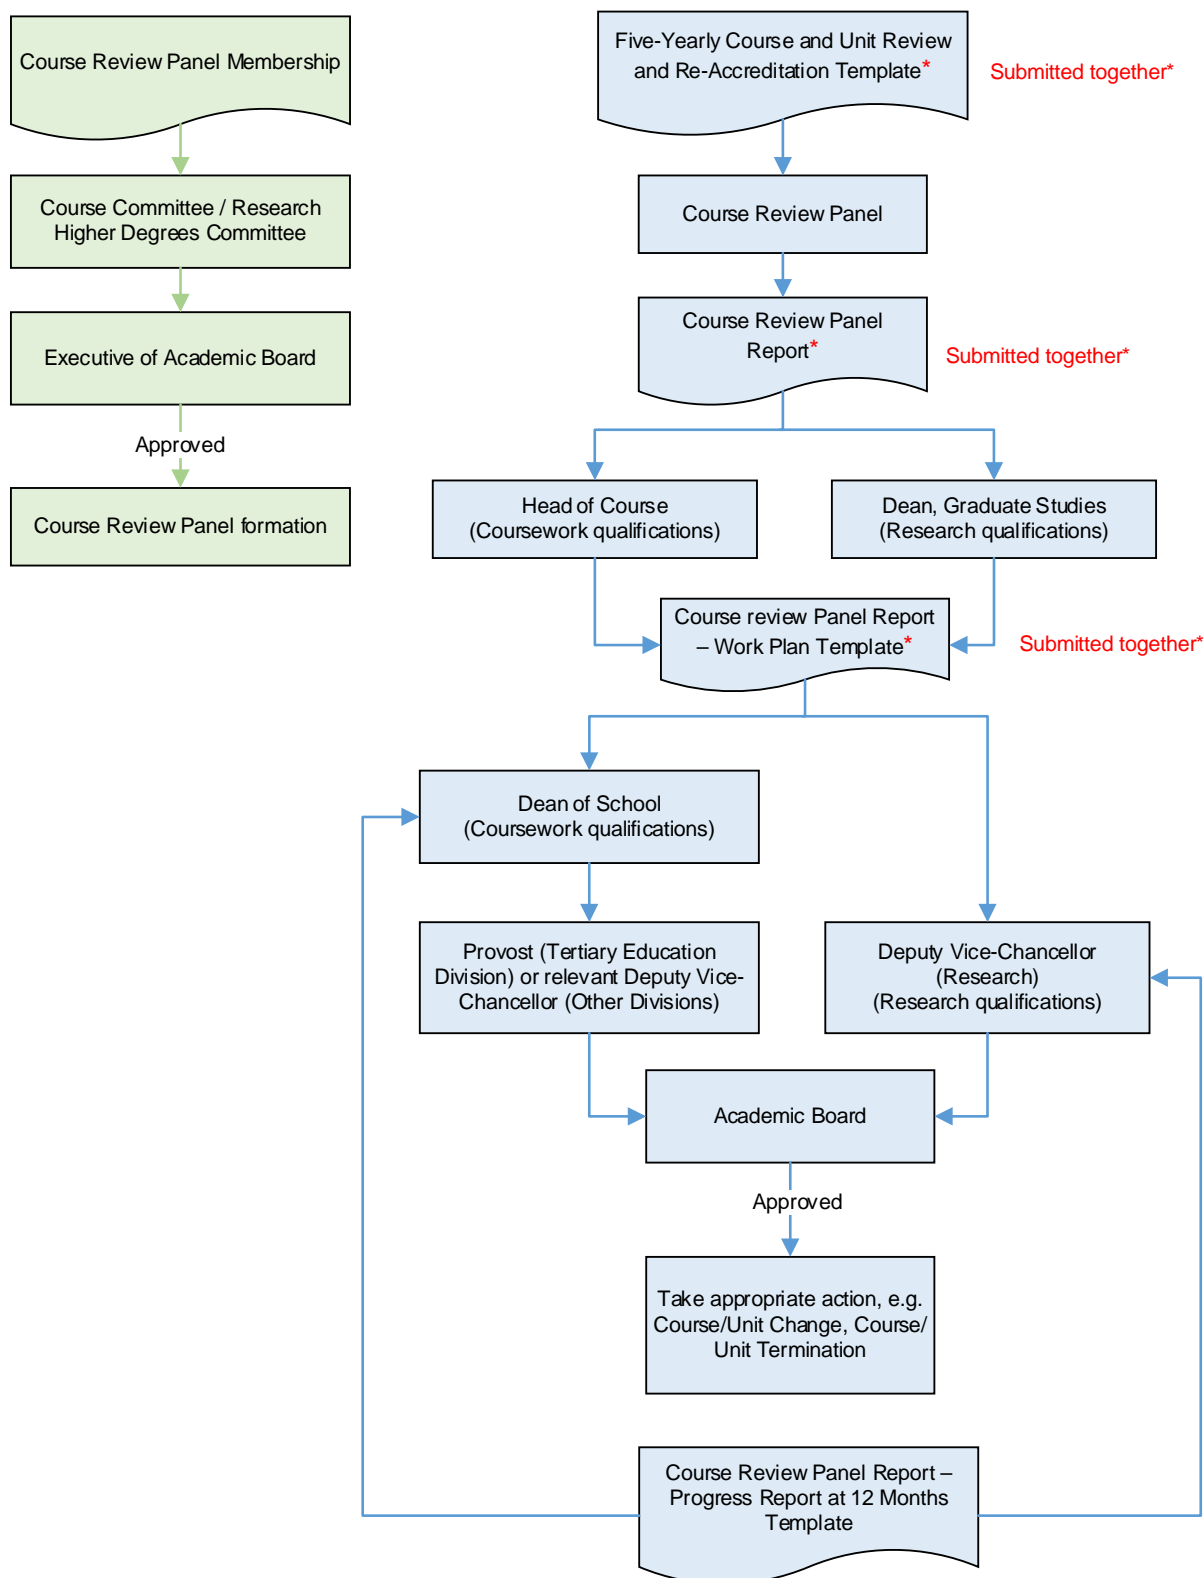 Course Review Panel Membership
Course Committee / Research
Higher Degrees Committee
Executive of Academic Board
Approved
Course Review Panel formation
Five-Yearly Course and Unit Review
and Re-Accreditation Template*
Submitted together*
Course Review Panel
Course Review Panel
Report*
Submitted together*
Head of Course
(Coursework qualifications)
Dean, Graduate Studies
(Research qualifications)
Course review Panel Report
– Work Plan Template*
Submitted together*
Dean of School
(Coursework qualifications)
Provost (Tertiary Education
Division) or relevant Deputy Vice-
Chancellor (Other Divisions)
Deputy Vice-Chancellor
(Research)
(Research qualifications)
Academic Board
Approved
Take appropriate action, e.g.
Course/Unit Change, Course/
Unit Termination
Course Review Panel Report –
Progress Report at 12 Months
Template